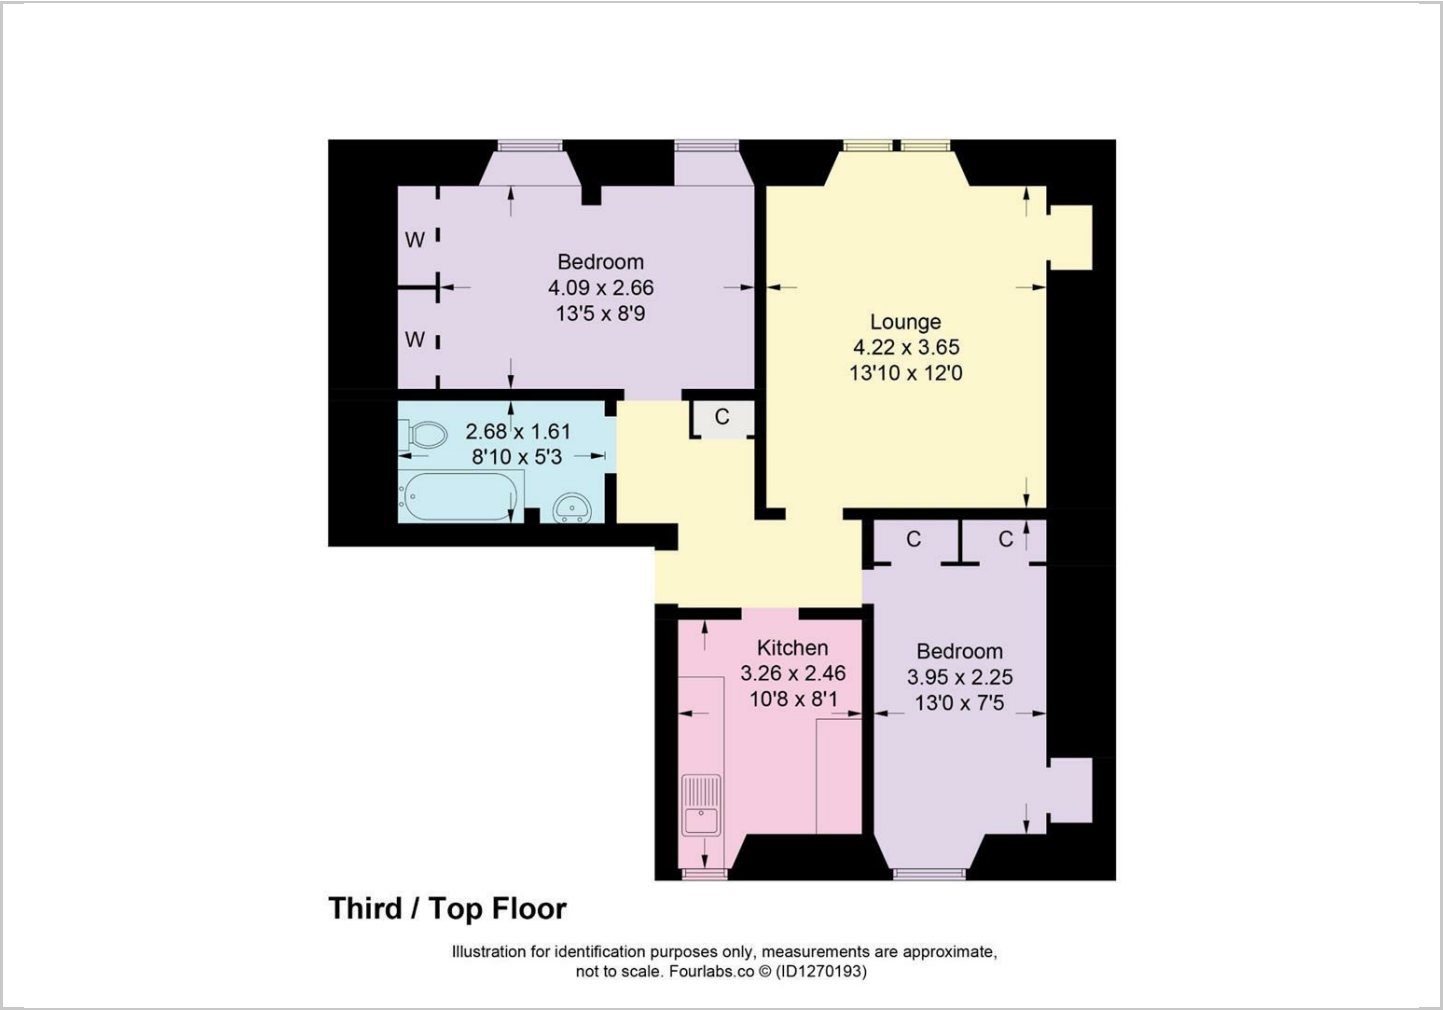 W
Bedroom
4.09 x 2.66
13'5 x 8'9
W
Lounge
4.22 x 3.65
13'10 x 12'0
C
2.68 x 1.61
8'10 x 5'3
C
C
Kitchen
3.26 x 2.46
10'8 x 8'1
Bedroom
3.95 x 2.25
13'0 x 7'5
Third / Top Floor
Illustration for identification purposes only, measurements are approximate,
not to scale. Fourlabs.co © (ID1270193)